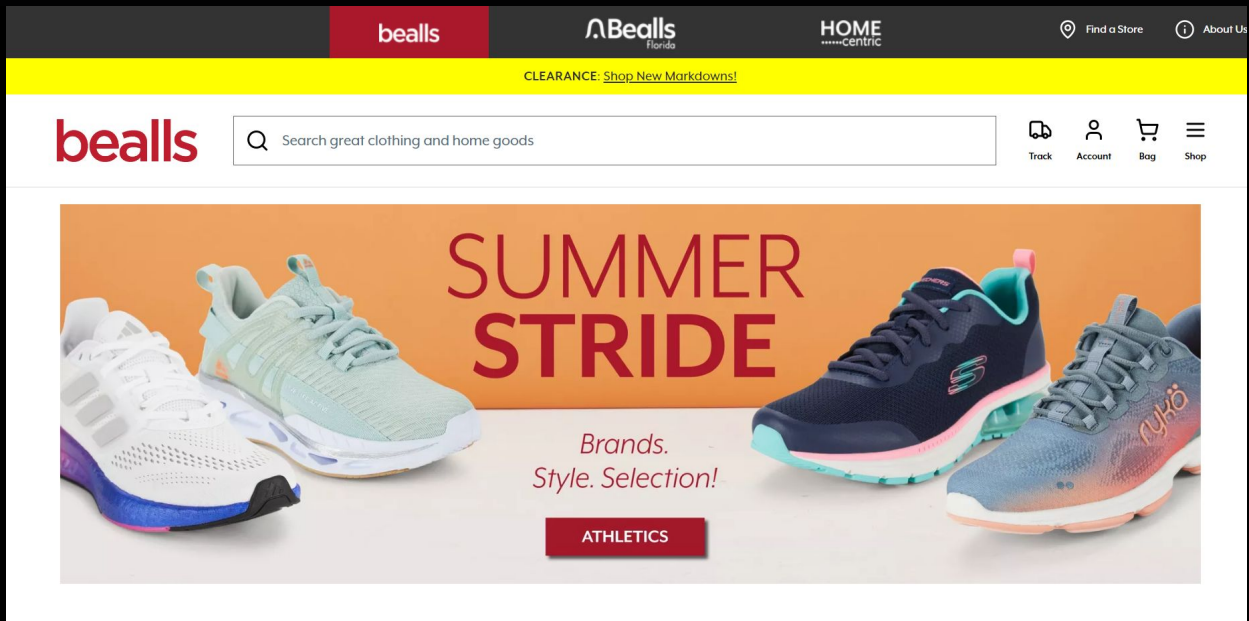 bealls
Bealls
Florida
HOME
centric
Find a Store
About Us
CLEARANCE: Shop New Markdowns!
bealls
Search great clothing and home goods
Track
Account
Bag
Shop
SUMMER
STRIDE
Brands.
Style. Selection!
ATHLETICS
SKECHERS
ryka